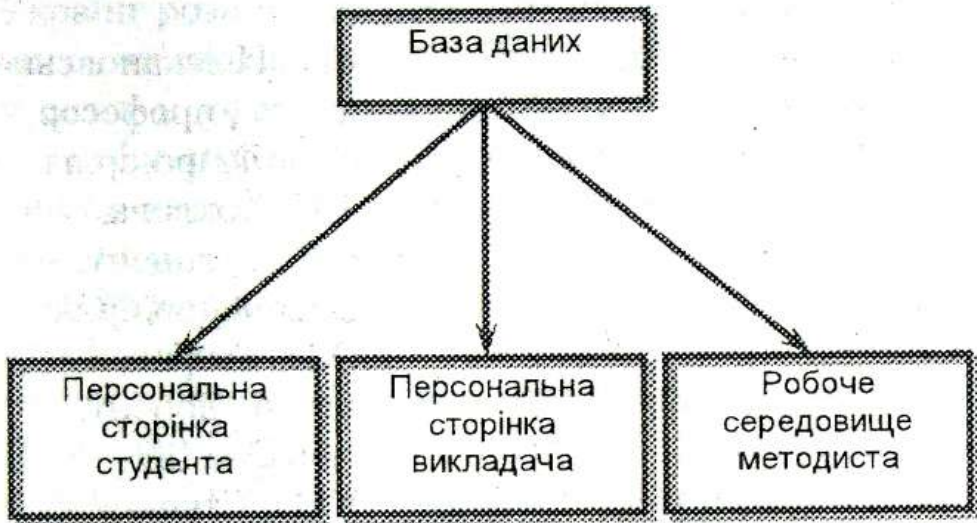 База даних
Персональна
сторінка
студента
Персональна
сторінка
викладача
Робоче
середовище
методиста